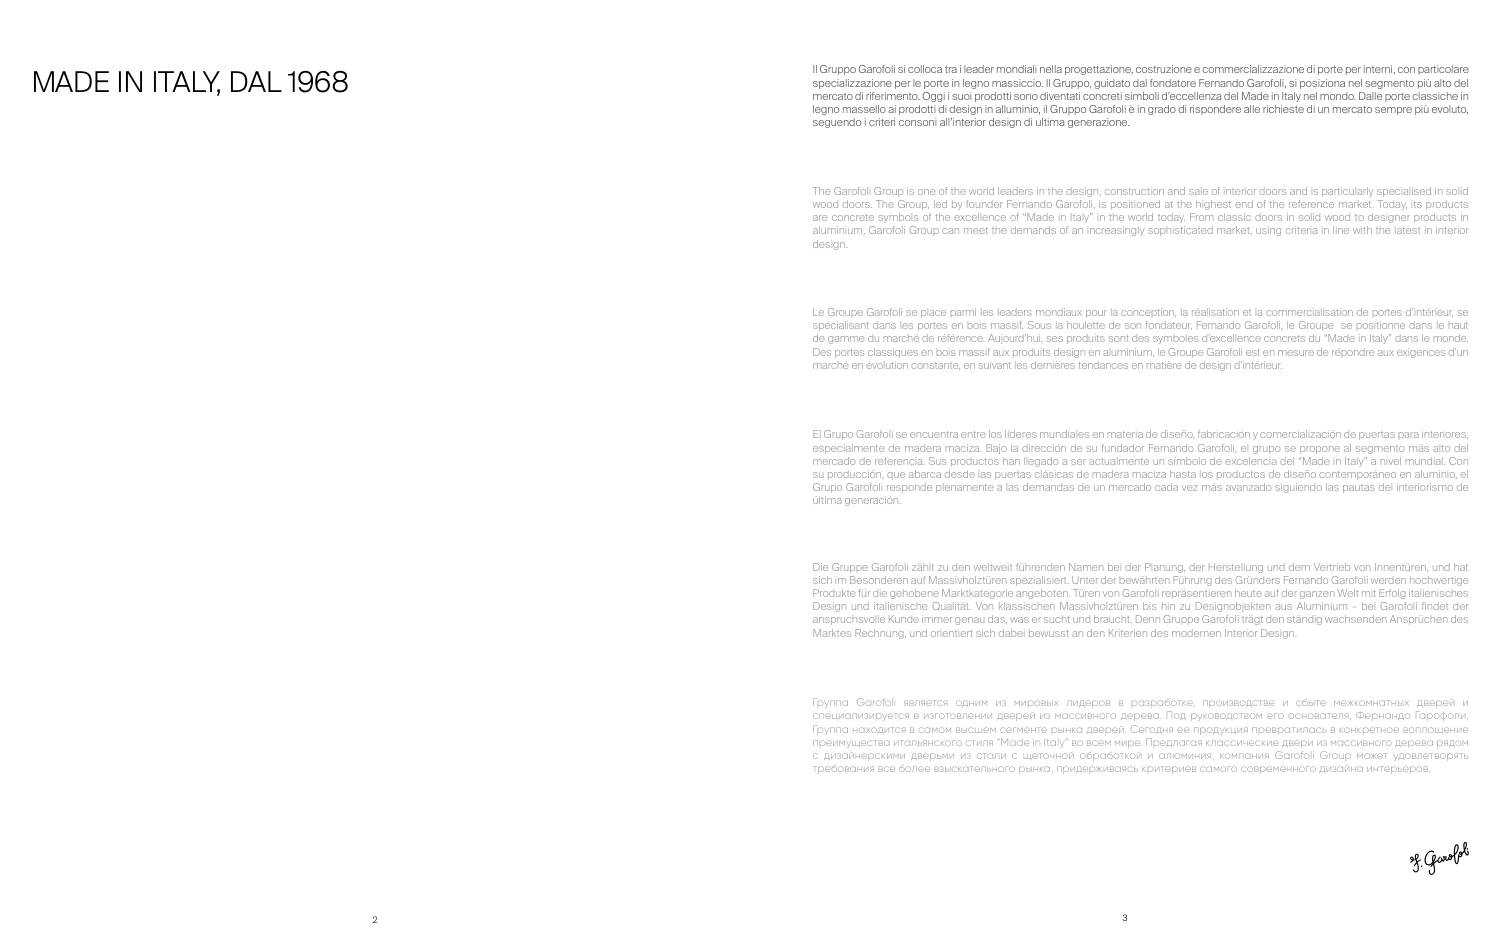 MADE IN ITALY, DAL 1968
Il Gruppo Garofoli si colloca tra i leader mondiali nella progettazione, costruzione e commercializzazione di porte per interni, con particolare
specializzazione per le porte in legno massiccio. Il Gruppo, guidato dal fondatore Fernando Garofoli, si posiziona nel segmento più alto del
mercato di riferimento. Oggi i suoi prodotti sono diventati concreti simboli d'eccellenza del Made in Italy nel mondo. Dalle porte classiche in
legno massello ai prodotti di design in alluminio, il Gruppo Garofoli è in grado di rispondere alle richieste di un mercato sempre più evoluto,
seguendo i criteri consoni all'interior design di ultima generazione.
The Garofoli Group is one of the world leaders in the design, construction and sale of interior doors and is particularly specialised in solid
wood doors. The Group, led by founder Fernando Garofoli, is positioned at the highest end of the reference market. Today, its products
are concrete symbols of the excellence of “Made in Italy” in the world today. From classic doors in solid wood to designer products in
aluminium, Garofoli Group can meet the demands of an increasingly sophisticated market, using criteria in line with the latest in interior
design.
Le Groupe Garofoli se place parmi les leaders mondiaux pour la conception, la réalisation et la commercialisation de portes d'intérieur, se
spécialisant dans les portes en bois massif. Sous la houlette de son fondateur, Fernando Garofoli, le Groupe se positionne dans le haut
de gamme du marché de référence. Aujourd'hui, ses produits sont des symboles d'excellence concrets du “Made in Italy” dans le monde.
Des portes classiques en bois massif aux produits design en aluminium, le Groupe Garofoli est en mesure de répondre aux exigences d'un
marché en évolution constante, en suivant les dernières tendances en matière de design d'intérieur.
El Grupo Garofoli se encuentra entre los líderes mundiales en materia de diseño, fabricación y comercialización de puertas para interiores,
especialmente de madera maciza. Bajo la dirección de su fundador Fernando Garofoli, el grupo se propone al segmento más alto del
mercado de referencia. Sus productos han llegado a ser actualmente un símbolo de excelencia del “Made in Italy” a nivel mundial. Con
su producción, que abarca desde las puertas clásicas de madera maciza hasta los productos de diseño contemporáneo en aluminio, el
Grupo Garofoli responde plenamente a las demandas de un mercado cada vez más avanzado siguiendo las pautas del interiorismo de
última generación.
Die Gruppe Garofoli zählt zu den weltweit führenden Namen bei der Planung, der Herstellung und dem Vertrieb von Innentüren, und hat
sich im Besonderen auf Massivholztüren spezialisiert. Unter der bewährten Führung des Gründers Fernando Garofoli werden hochwertige
Produkte für die gehobene Marktkategorie angeboten. Türen von Garofoli repräsentieren heute auf der ganzen Welt mit Erfolg italienisches
Design und italienische Qualität. Von klassischen Massivholztüren bis hin zu Designobjekten aus Aluminium – bei Garofoli findet der
anspruchsvolle Kunde immer genau das, was er sucht und braucht. Denn Gruppe Garofoli trägt den ständig wachsenden Ansprüchen des
Marktes Rechnung, und orientiert sich dabei bewusst an den Kriterien des modernen Interior Design.
Группа Garofoli является одним из мировых лидеров в разработке, производстве и сбыте межкомнатных дверей и
специализируется в изготовлении дверей из массивного дерева. Под руководством его основателя, Фернандо Гарофоли,
Группа находится в самом высшем сегменте рынка дверей. Сегодня ее продукция превратилась в конкретное воплощение
преимущества итальянского стиля “Made in Italy” во всем мире. Предлагая классические двери из массивного дерева рядом
с дизайнерскими дверьми из стали с щеточной обработкой и алюминия, компания Garofoli Group может удовлетворять
требования все более взыскательного рынка, придерживаясь критериев самого современного дизайна интерьеров.
F. Garofoli
2
3